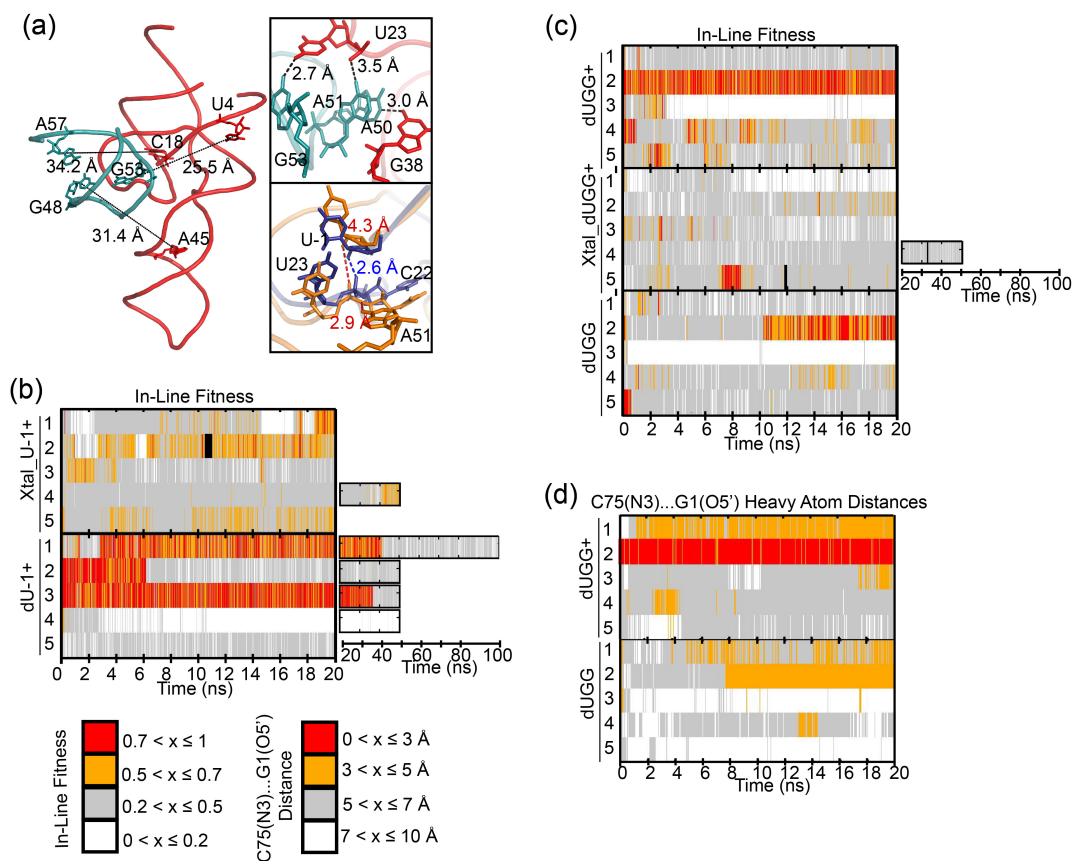 (a)
A57
U4
C18
34.2 Å
G53
25.5 Å
G48
31.4 Å
A45
U23
2.7 Å
3.5 Å
A51
3.0 Å
A50
G53
G38
4.3 Å
U-1
U23
2.6 Å
C22
2.9 Å
A51
(b)
In-Line Fitness
Xtal_U-1+
1
2
3
4
5
dU-1+
1
2
3
4
5
0 2 4 6 8 10 12 14 16 18 20
Time (ns)
20 40 60 80 100
Time (ns)
In-Line Fitness
0.7 < x ≤ 1
0.5 < x ≤ 0.7
0.2 < x ≤ 0.5
0 < x ≤ 0.2
C75(N3)...G1(O5')
Distance
0 < x ≤ 3 Å
3 < x ≤ 5 Å
5 < x ≤ 7 Å
7 < x ≤ 10 Å
(c)
In-Line Fitness
dUGG+
1
2
3
4
5
Xtal_dUGG+
1
2
3
4
5
dUGG
1
2
3
4
5
0 2 4 6 8 10 12 14 16 18 20
Time (ns)
20 40 60 80 100
Time (ns)
(d)
C75(N3)...G1(O5') Heavy Atom Distances
dUGG+
1
2
3
4
5
dUGG
1
2
3
4
5
0 2 4 6 8 10 12 14 16 18 20
Time (ns)